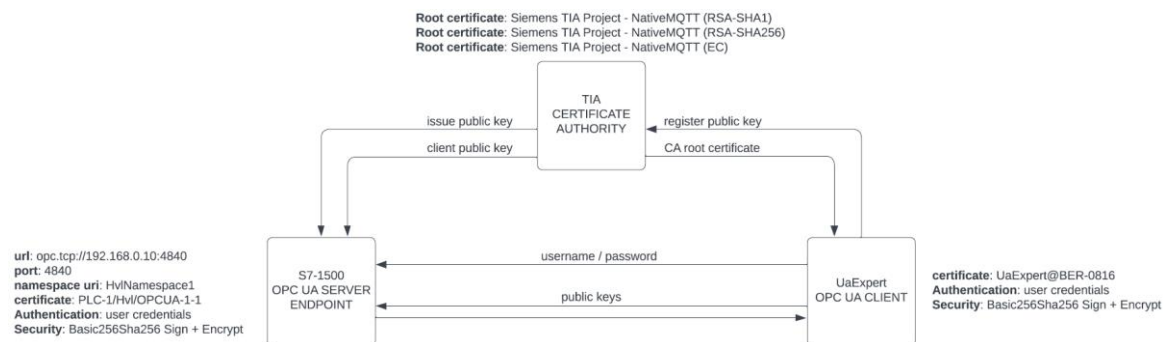 Root certificate: Siemens TIA Project - NativeMQTT (RSA-SHA1)
Root certificate: Siemens TIA Project - NativeMQTT (RSA-SHA256)
Root certificate: Siemens TIA Project - NativeMQTT (EC)
TIA
CERTIFICATE
AUTHORITY
issue public key
register public key
client public key
CA root certificate
url: opc.tcp://192.168.0.10:4840
port: 4840
namespace uri: HvlNamespace1
certificate: PLC-1/Hvl/OPCUA-1-1
Authentication: user credentials
Security: Basic256Sha256 Sign + Encrypt
S7-1500
OPC UA SERVER
ENDPOINT
username / password
public keys
UaExpert
OPC UA CLIENT
certificate: UaExpert@BER-0816
Authentication: user credentials
Security: Basic256Sha256 Sign + Encrypt